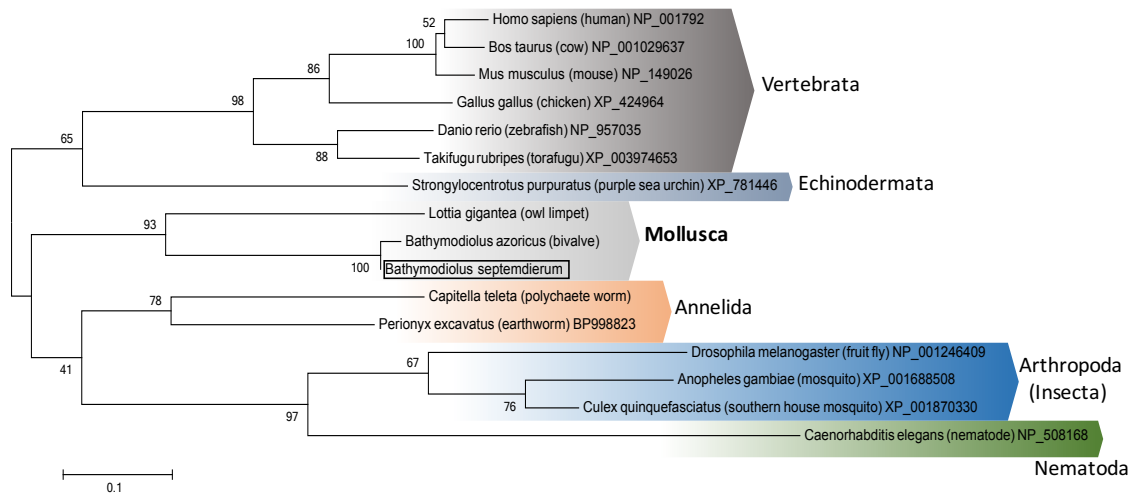 Homo sapiens (human) NP_001792
52
Bos taurus (cow) NP_001029637
100
Mus musculus (mouse) NP_149026
86
Vertebrata
Gallus gallus (chicken) XP_424964
98
Danio rerio (zebrafish) NP_957035
65
88
Takifugu rubripes (torafugu) XP_003974653
Strongylocentrotus purpuratus (purple sea urchin) XP_781446
Echinodermata
Lottia gigantea (owl limpet)
93
Mollusca
Bathymodiolus azoricus (bivalve)
100
Bathymodiolus septemdierum
Capitella teleta (polychaete worm)
78
Annelida
Perionyx excavatus (earthworm) BP998823
41
Drosophila melanogaster (fruit fly) NP_001246409
67
Arthropoda
(Insecta)
Anopheles gambiae (mosquito) XP_001688508
76
Culex quinquefasciatus (southern house mosquito) XP_001870330
97
Caenorhabditis elegans (nematode) NP_508168
Nematoda
0.1